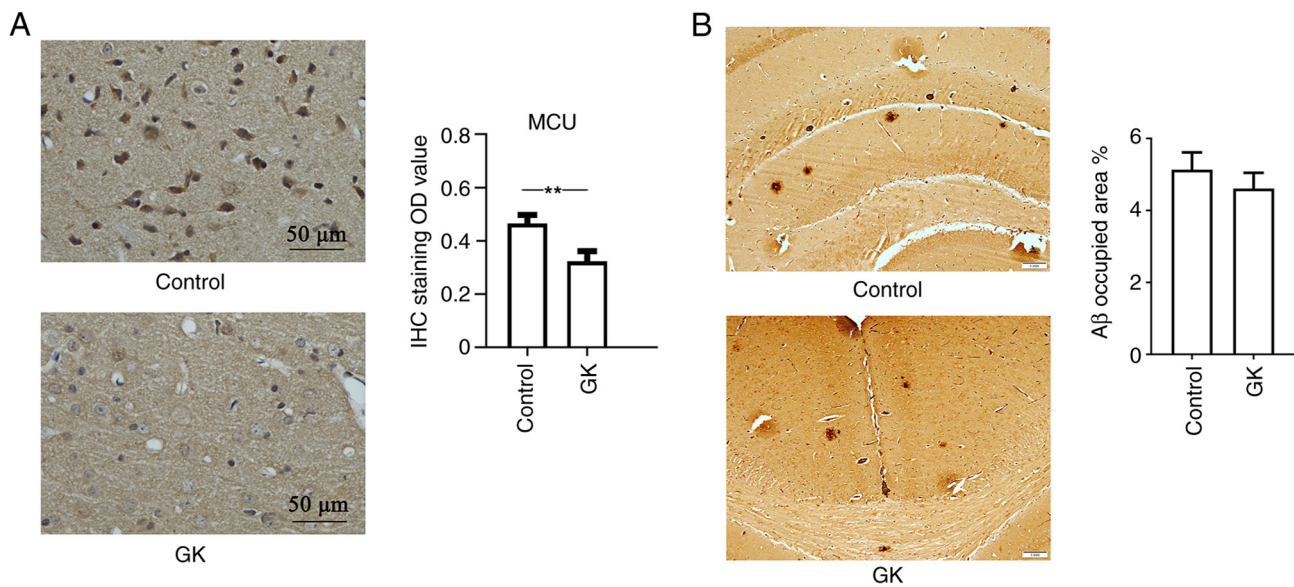 A
50 µm
Control
50 µm
GK
MCU
IHC staining OD value
0.8
0.6
0.4
0.2
0
**
Control
GK
B
Control
GK
Aβ occupied area %
6
4
2
0
Control
GK